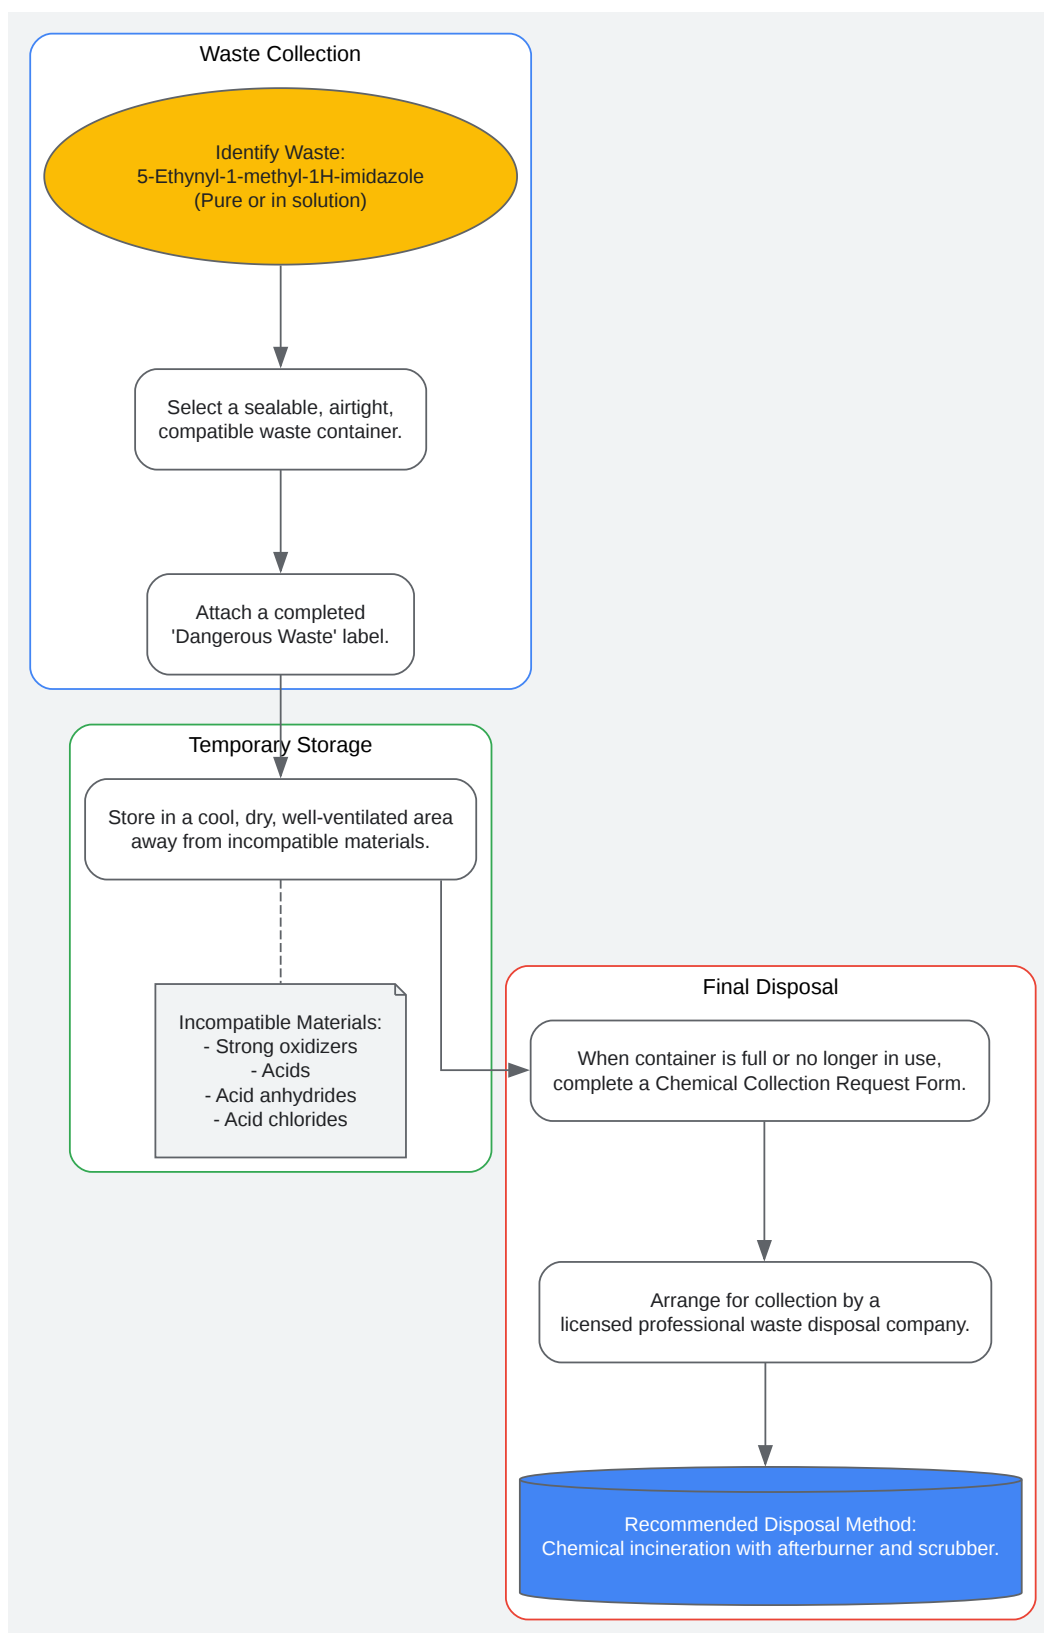 Waste Collection
Identify Waste:
5-Ethynyl-1-methyl-1H-imidazole
(Pure or in solution)
Select a sealable, airtight,
compatible waste container.
Attach a completed
'Dangerous Waste' label.
Temporary Storage
Store in a cool, dry, well-ventilated area
away from incompatible materials.
Incompatible Materials:
- Strong oxidizers
- Acids
- Acid anhydrides
- Acid chlorides
Final Disposal
When container is full or no longer in use,
complete a Chemical Collection Request Form.
Arrange for collection by a
licensed professional waste disposal company.
Recommended Disposal Method:
Chemical incineration with afterburner and scrubber.